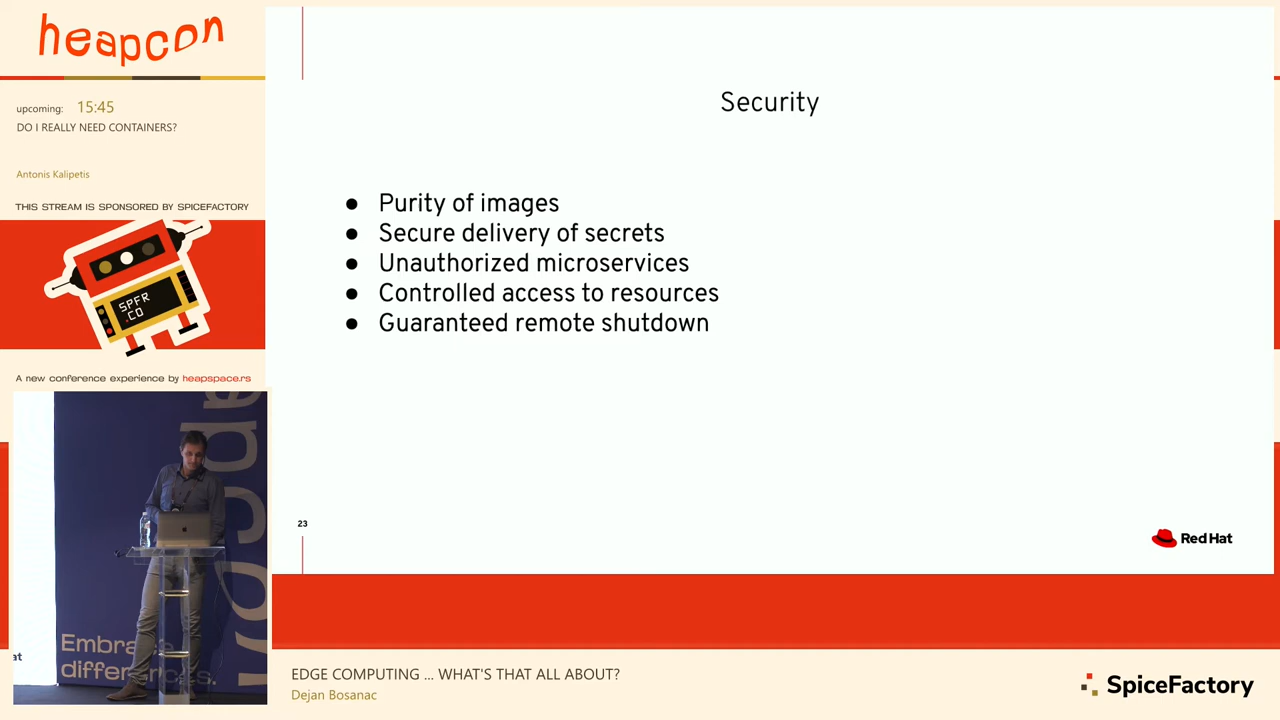 heapcon
upcoming: 15:45
DO I REALLY NEED CONTAINERS?
Antonis Kalipetis
THIS STREAM IS SPONSORED BY SPICEFACTORY
SPFR
.CO
A new conference experience by heapspace.rs
Security
● Purity of images
● Secure delivery of secrets
● Unauthorized microservices
● Controlled access to resources
● Guaranteed remote shutdown
23
Red Hat
at
Embrace
differences.
EDGE COMPUTING ... WHAT'S THAT ALL ABOUT?
Dejan Bosanac
SpiceFactory